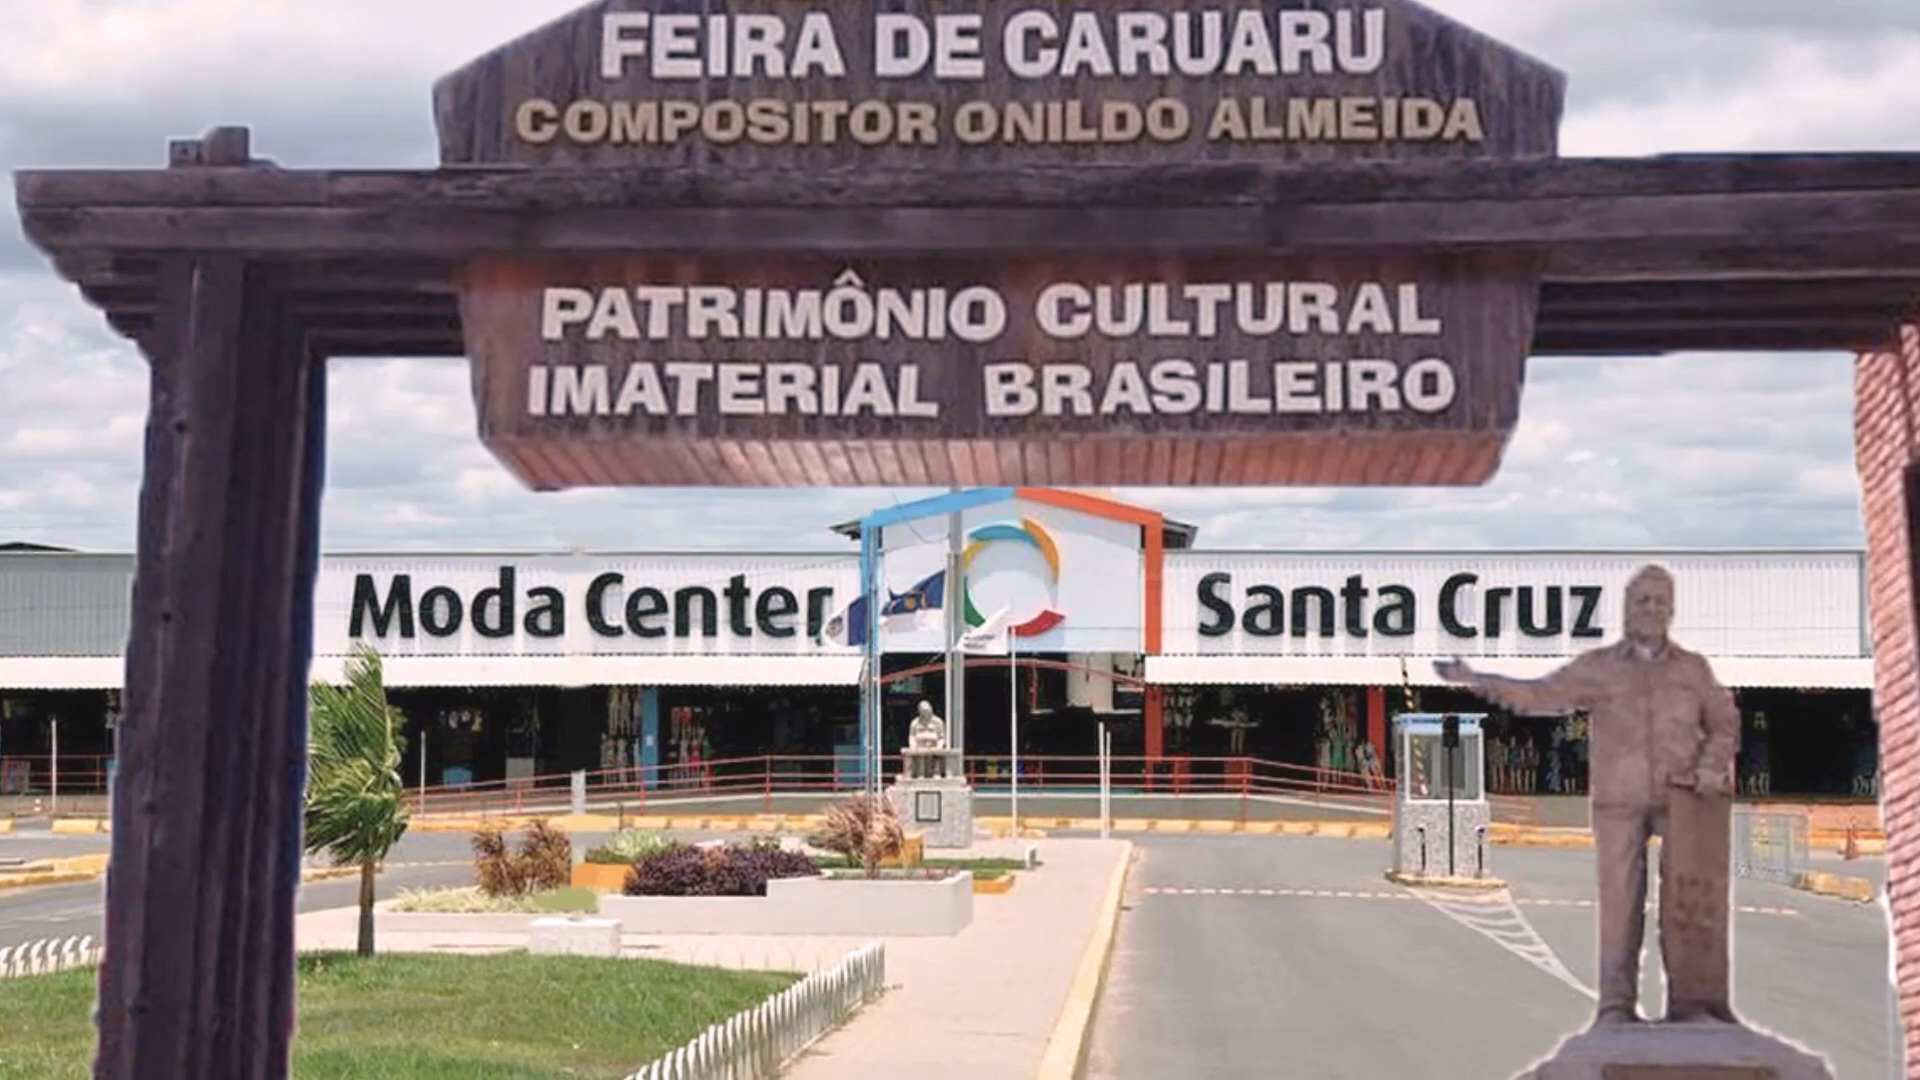 FEIRA DE CARUARU
COMPOSITOR ONILDO ALMEIDA
PATRIMÔNIO CULTURAL
IMATERIAL BRASILEIRO
Moda Center Santa Cruz